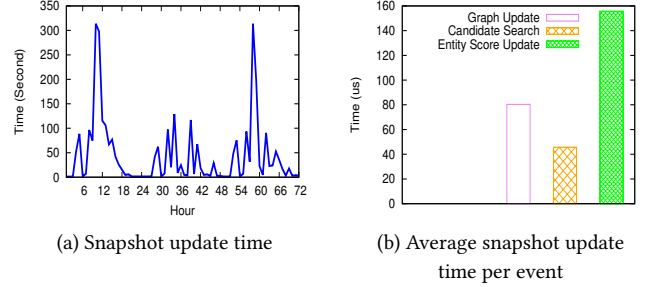 350
300
250
200
150
100
50
0
Time (Second)
6 12 18 24 30 36 42 48 54 60 66 72
Hour
(a) Snapshot update time
160
140
120
100
80
60
40
20
0
Time (us)
Graph Update
Candidate Search
Entity Score Update
(b) Average snapshot update
time per event